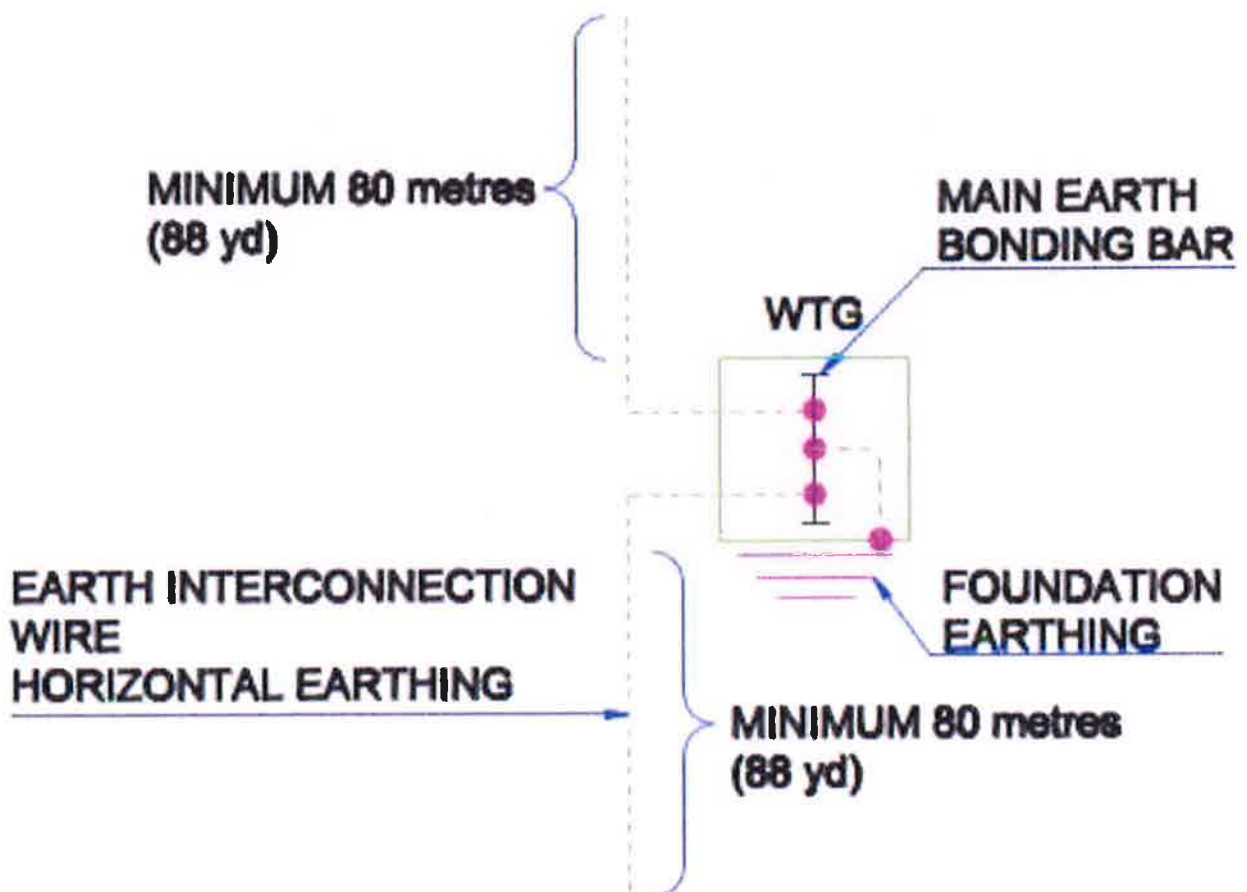 MINIMUM 80 metres
(88 yd)
MAIN EARTH
BONDING BAR
WTG
EARTH INTERCONNECTION
WIRE
HORIZONTAL EARTHING
FOUNDATION
EARTHING
MINIMUM 80 metres
(88 yd)